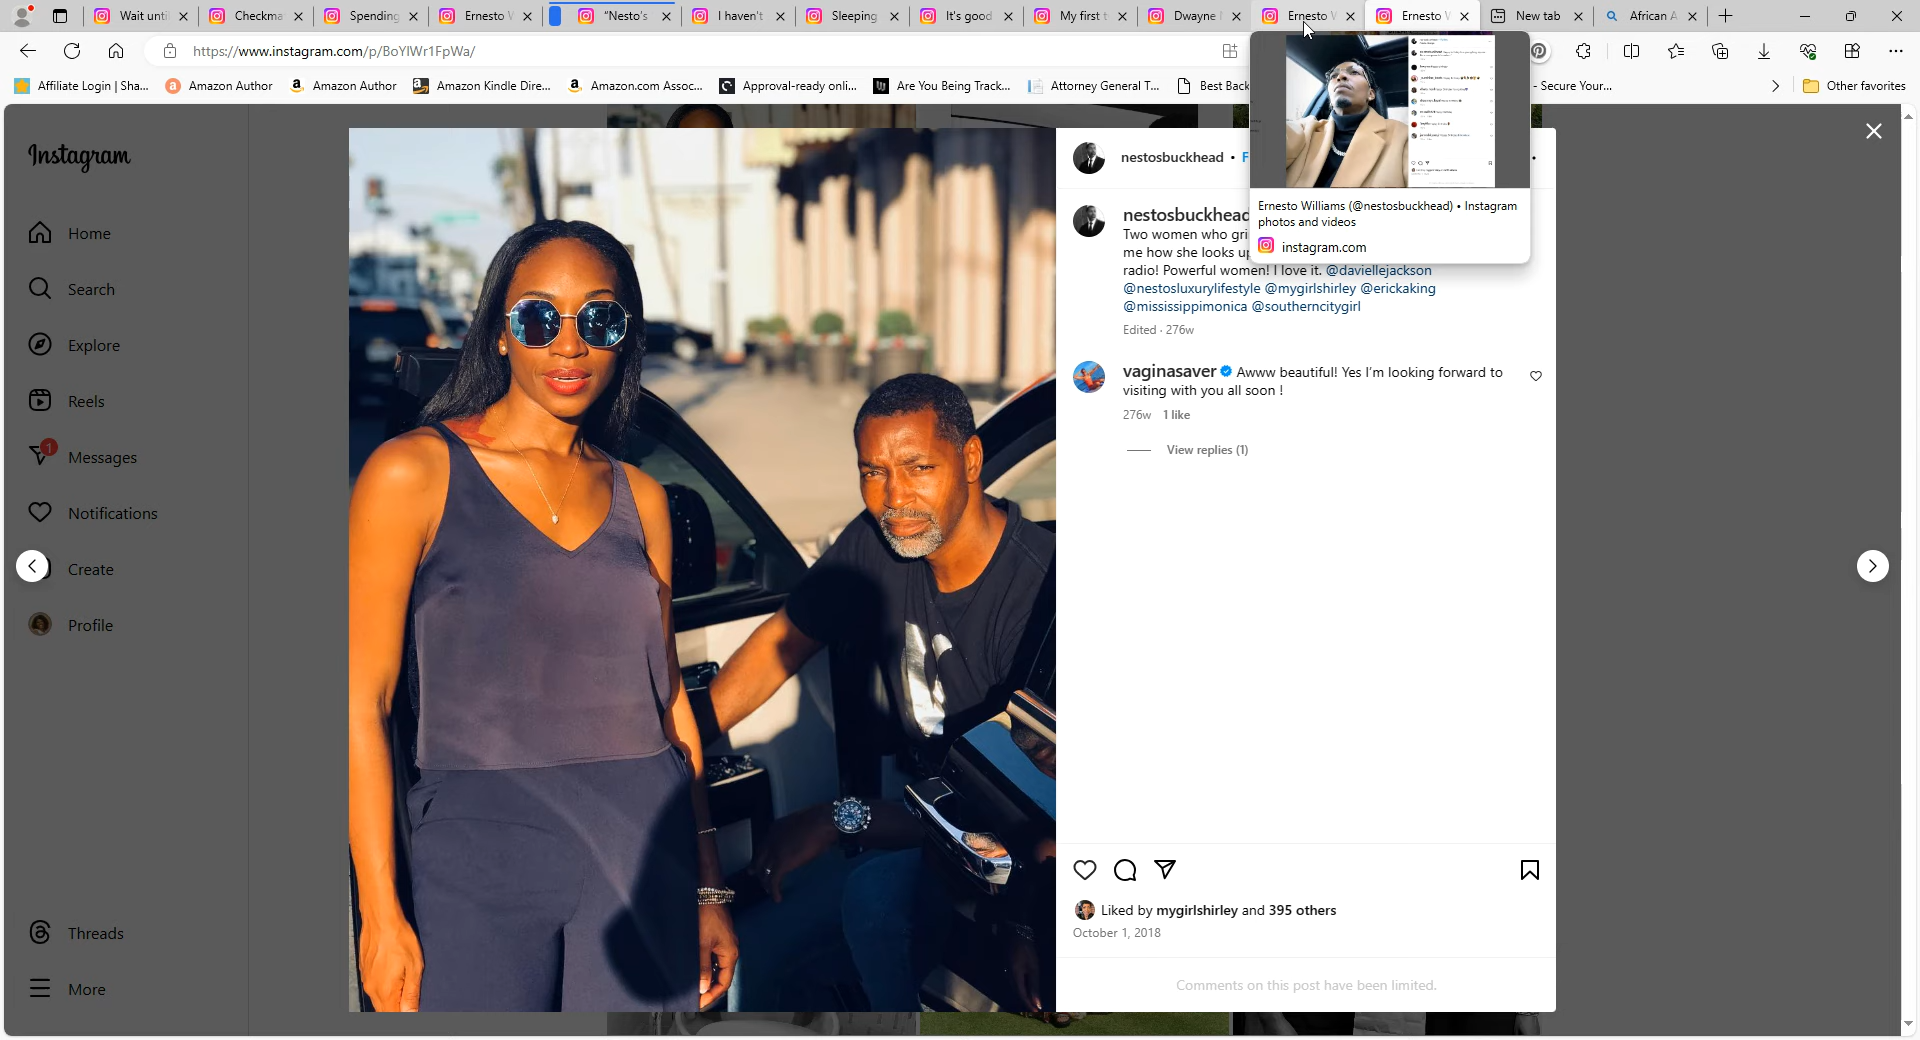 Wait until
Checkma
Spending
Ernesto
"Nesto's
I haven't
Sleeping
It's good
My first
Dwayne
Ernesto
Ernesto
New tab
African A
https://www.instagram.com/p/BoYlWr1FpWa/
Affiliate Login | Sha...
Amazon Author
Amazon Author
Amazon Kindle Dire...
Amazon.com Assoc...
Approval-ready onli...
Are You Being Track...
Attorney General T...
Best Back
- Secure Your...
Other favorites
Instagram
Home
Search
Explore
Reels
1
Messages
Notifications
Create
Profile
Threads
More
nestosbuckhead • F
Ernesto Williams (@nestosbuckhead) • Instagram
photos and videos
instagram.com
nestosbuckhead
Two women who gri
me how she looks up
radio! Powerful women! I love it. @daviellejackson
@nestosluxurylifestyle @mygirlshirley @erickaking
@mississippimonica @southerncitygirl
Edited · 276w
vaginasaver Awww beautiful! Yes I'm looking forward to
visiting with you all soon !
276w 1 like
View replies (1)
Liked by mygirlshirley and 395 others
October 1, 2018
Comments on this post have been limited.